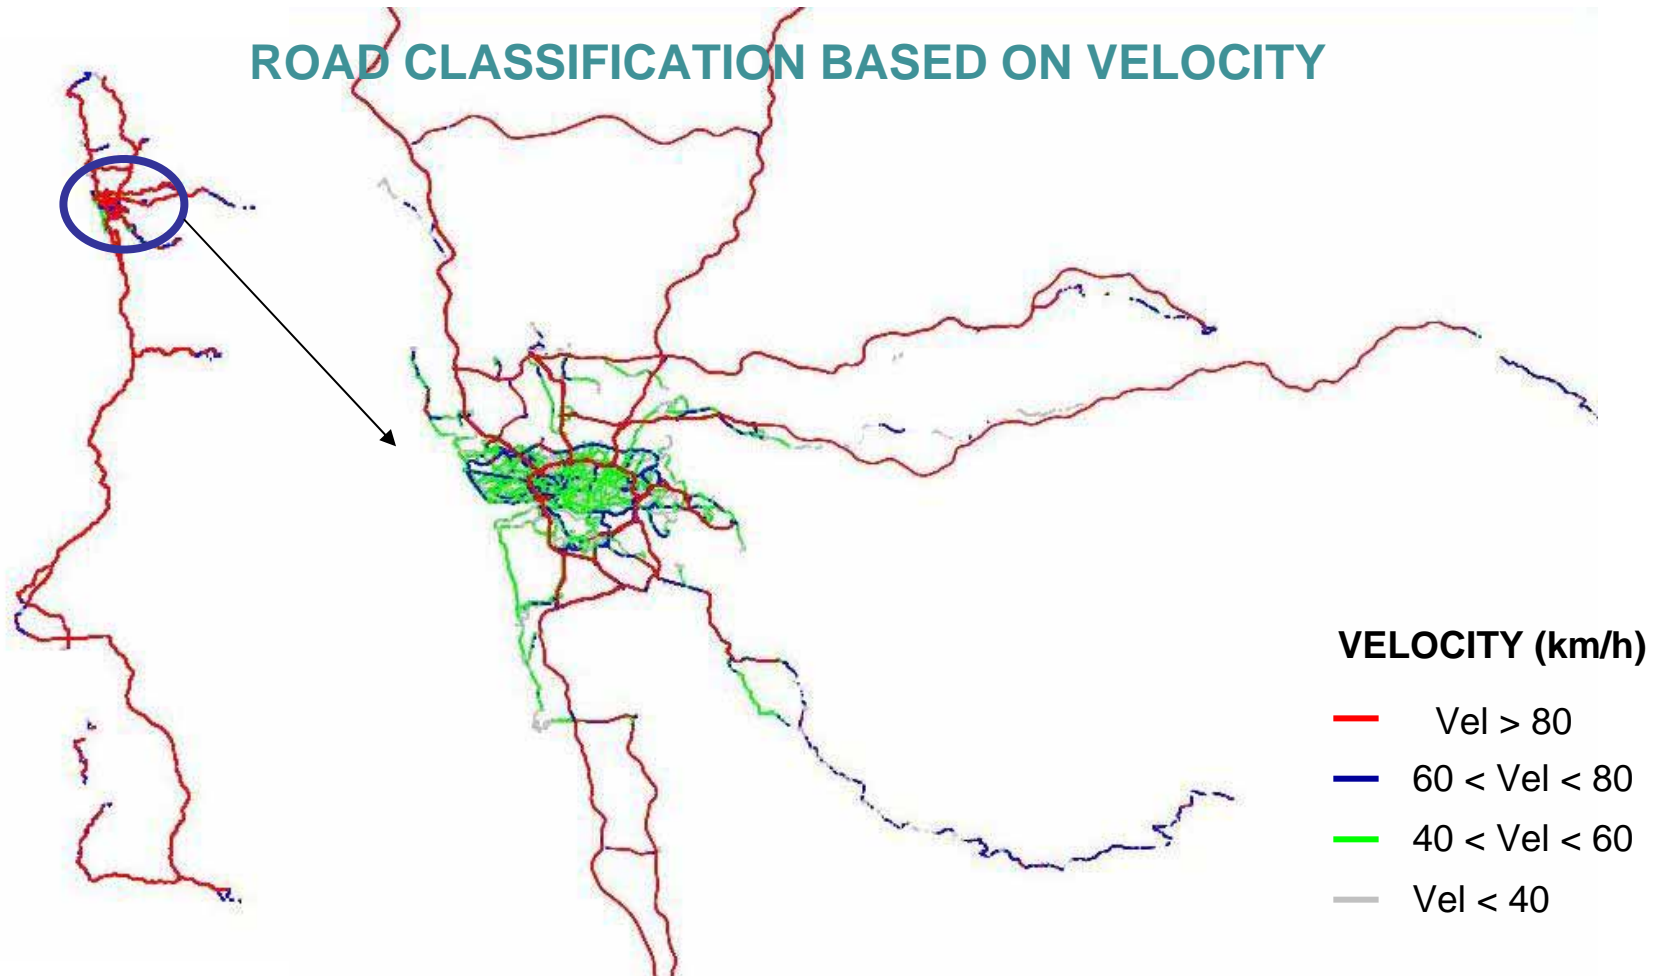 ROAD CLASSIFICATION BASED ON VELOCITY
VELOCITY (km/h)
Vel > 80
60 < Vel < 80
40 < Vel < 60
Vel < 40